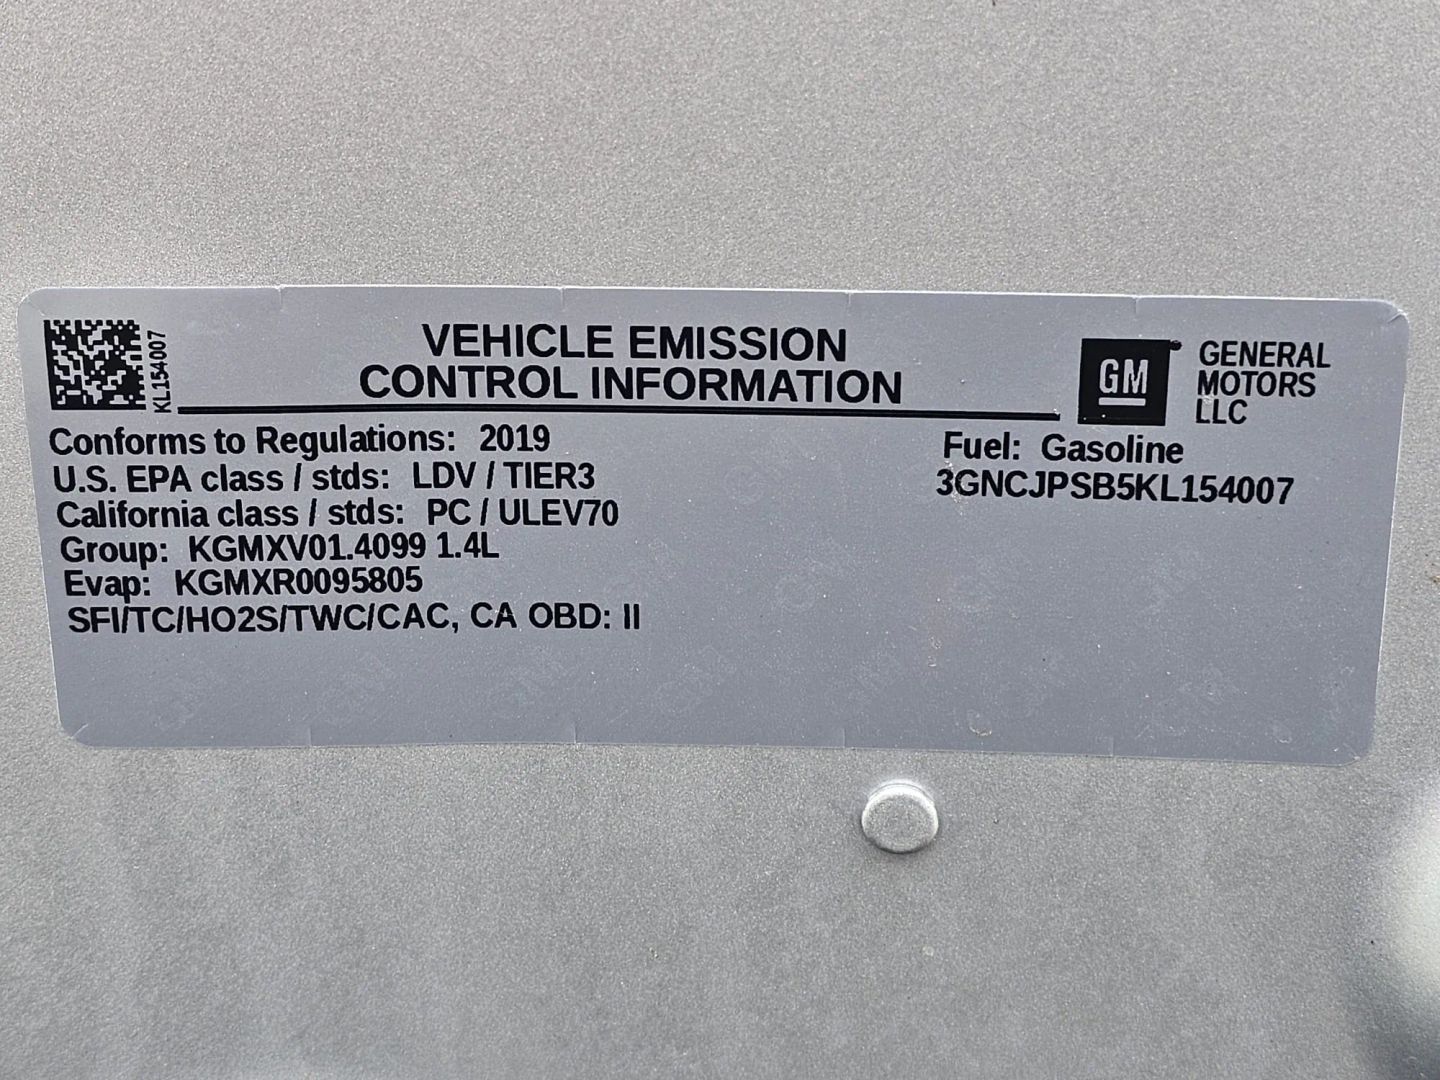 KL154007
VEHICLE EMISSION
CONTROL INFORMATION
GM
GENERAL
MOTORS
LLC
Conforms to Regulations: 2019
U.S. EPA class / stds: LDV / TIER3
California class / stds: PC / ULEV70
Group: KGMXV01.4099 1.4L
Evap: KGMXR0095805
SFI/TC/HO2S/TWC/CAC, CA OBD: II
Fuel: Gasoline
3GNCJPSB5KL154007